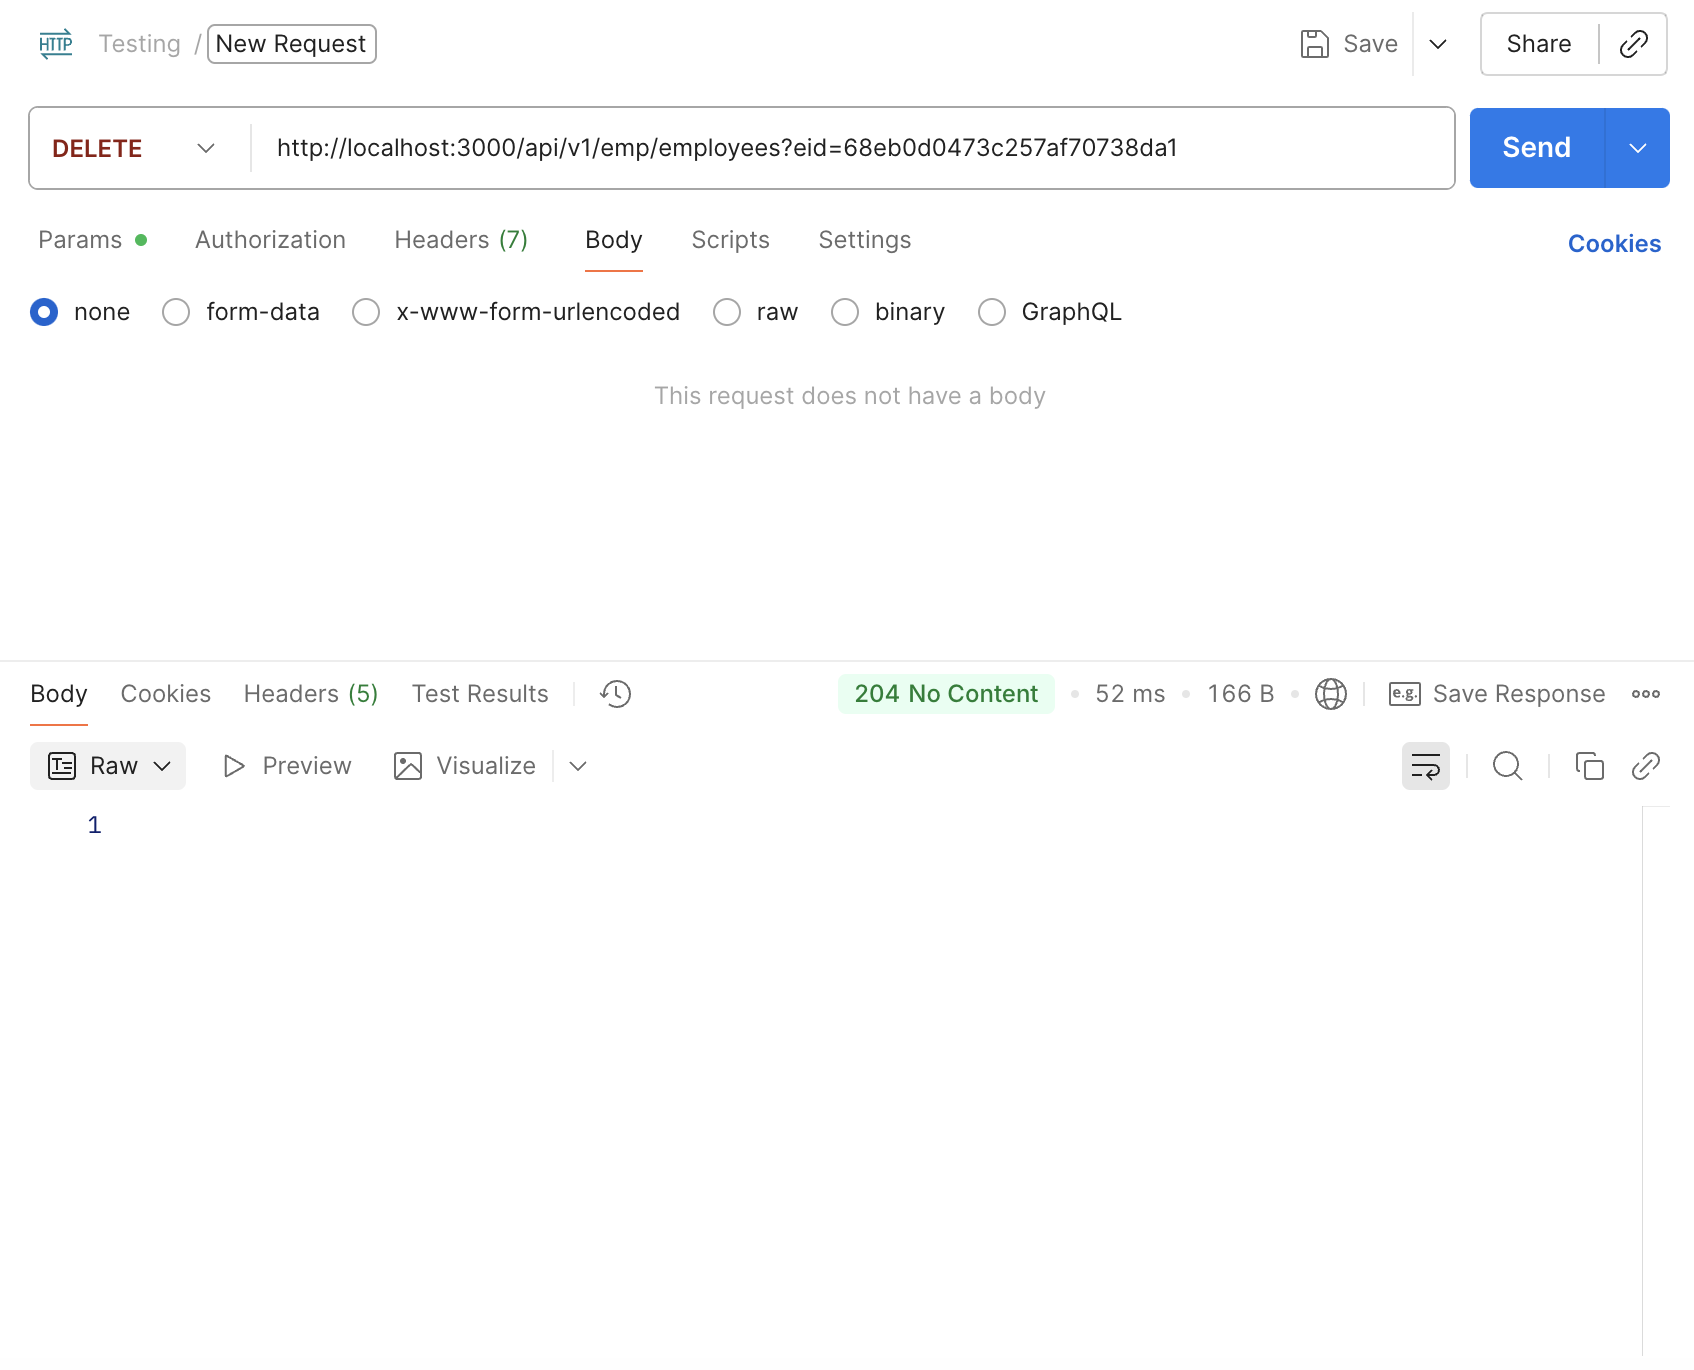 HTTP Testing / New Request Save Share
DELETE http://localhost:3000/api/v1/emp/employees?eid=68eb0d0473c257af70738da1 Send
Params Authorization Headers (7) Body Scripts Settings Cookies
none form-data x-www-form-urlencoded raw binary GraphQL
This request does not have a body
Body Cookies Headers (5) Test Results 204 No Content • 52 ms • 166 B • e.g. Save Response
Raw Preview Visualize
1